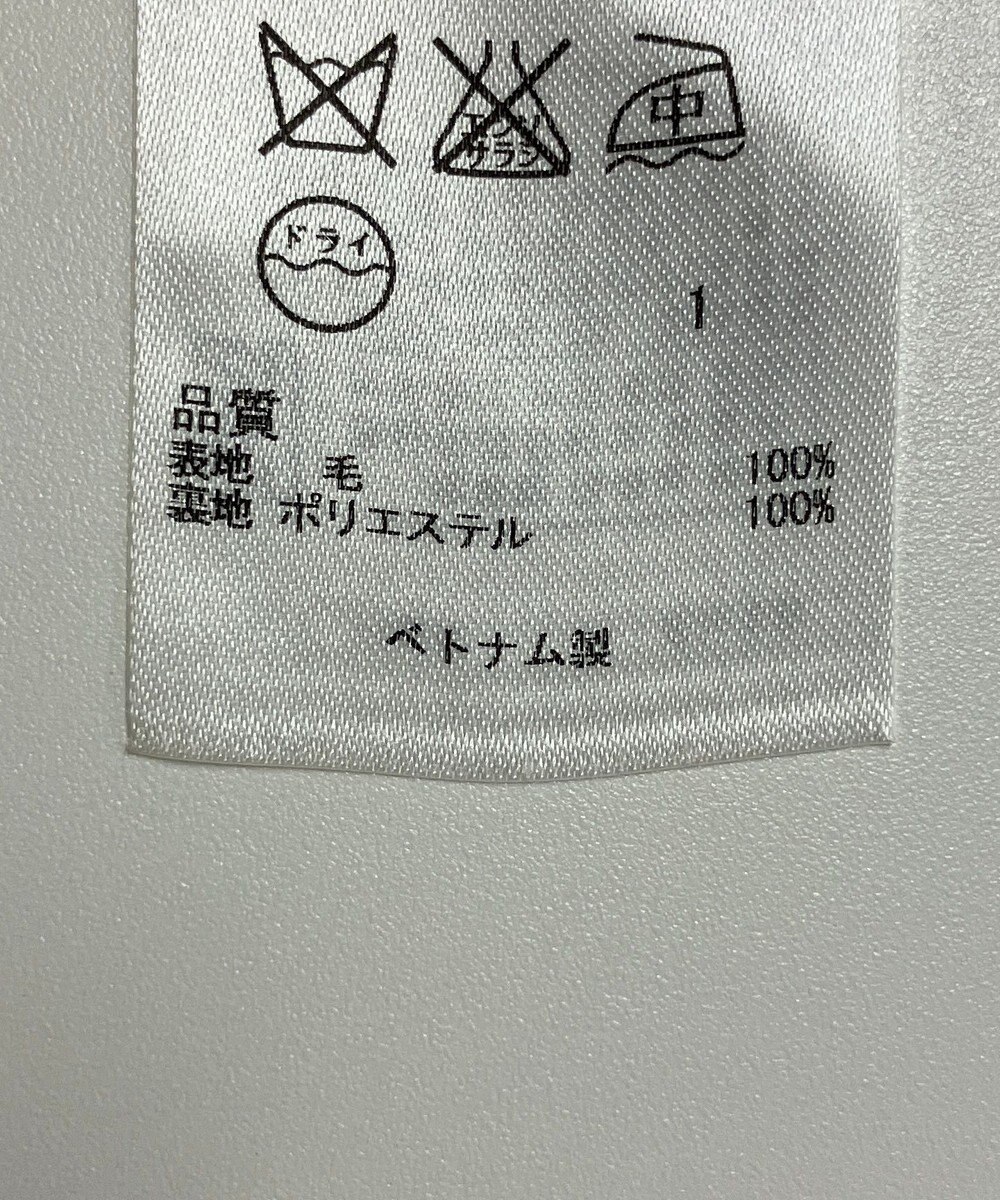 エンソ サラシ
中
ドライ
1
品質
表地 毛 100%
裏地 ポリエステル 100%
ベトナム製